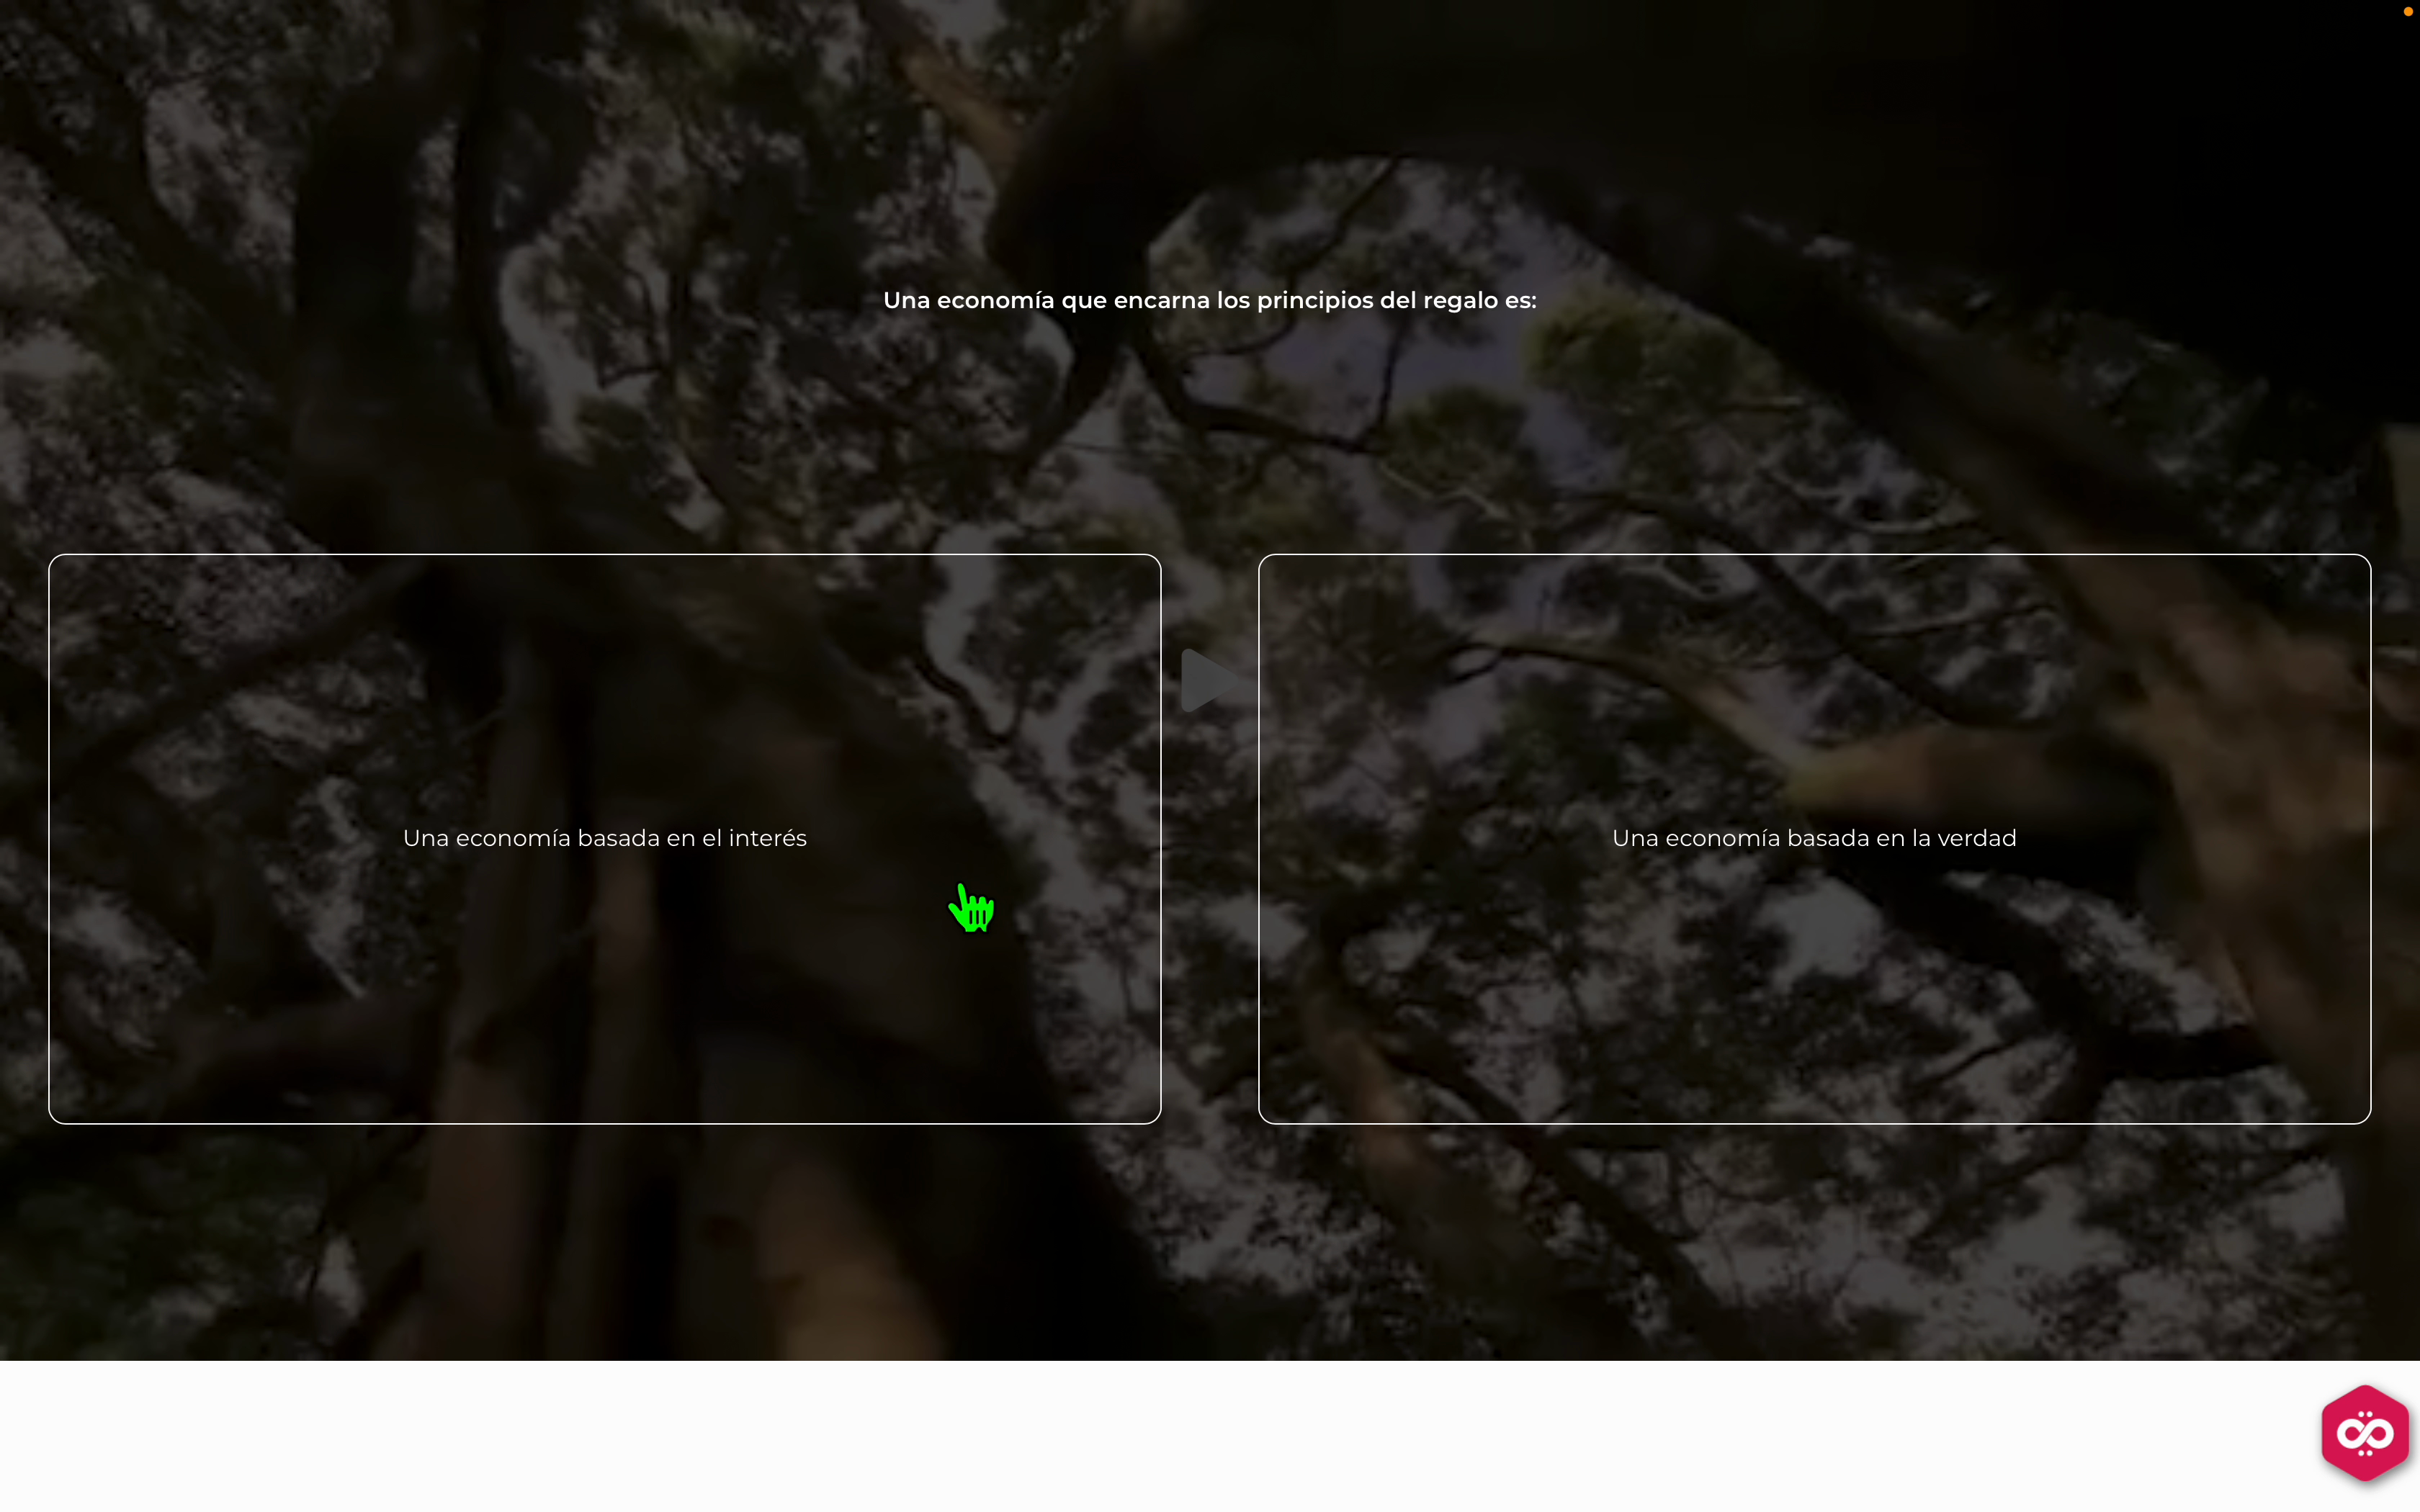 Una economía que encarna los principios del regalo es:
Una economía basada en el interés
Una economía basada en la verdad